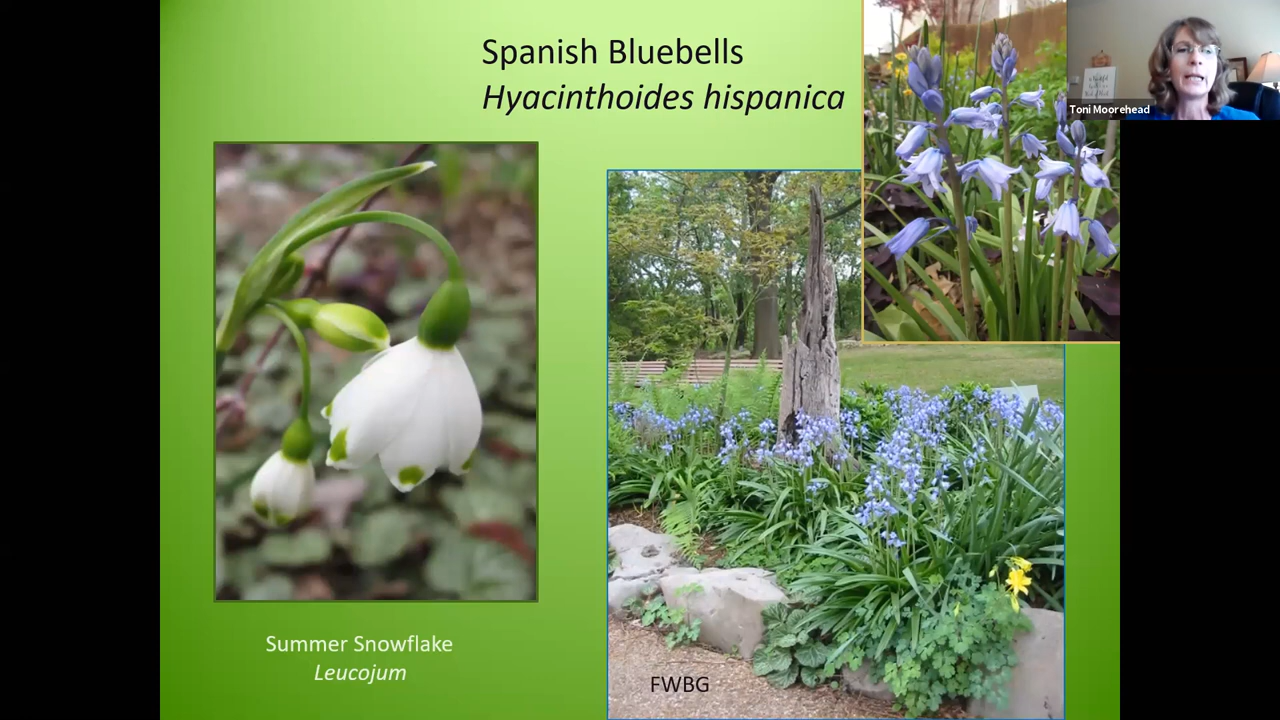 Spanish Bluebells
Hyacinthoides hispanica
Toni Moorehead
Summer Snowflake
Leucojum
FWBG